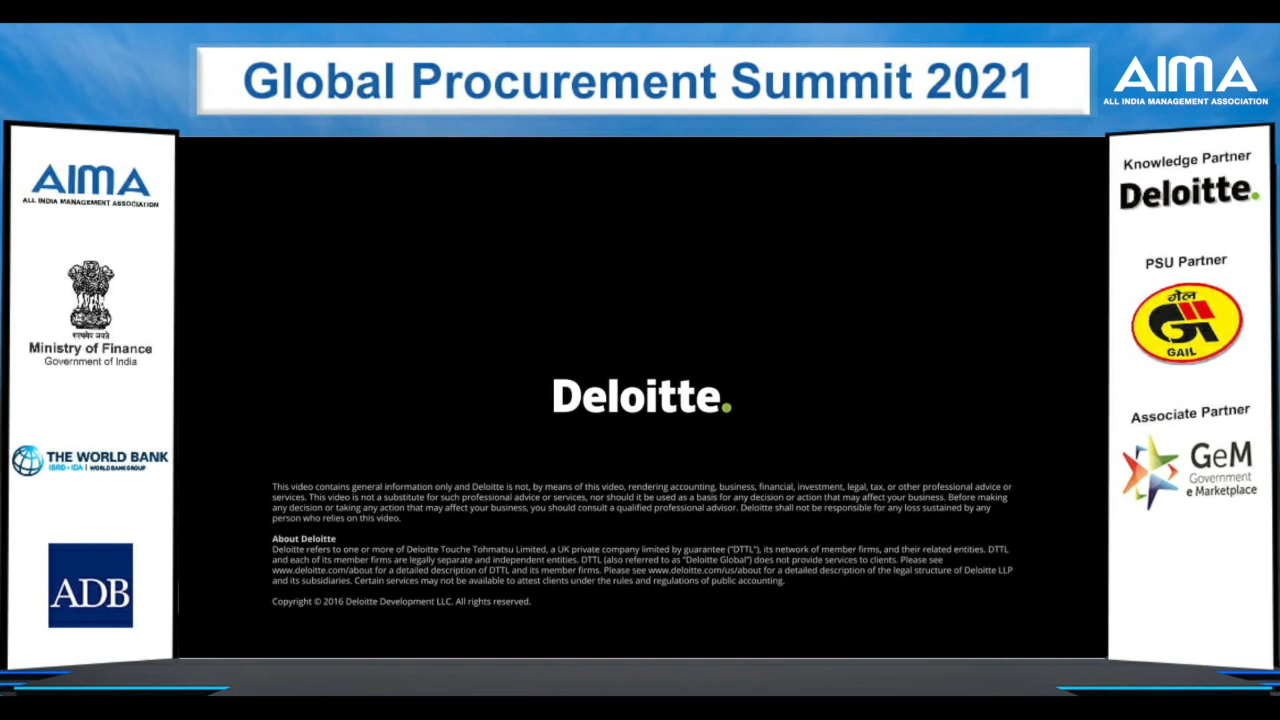 Global Procurement Summit 2021
AIMA
ALL INDIA MANAGEMENT ASSOCIATION
AIMA
ALL INDIA MANAGEMENT ASSOCIATION
सत्यमेव जयते
Ministry of Finance
Government of India
THE WORLD BANK
IBRD • IDA | WORLD BANK GROUP
ADB
Deloitte.
This video contains general information only and Deloitte is not, by means of this video, rendering accounting, business, financial, investment, legal, tax, or other professional advice or
services. This video is not a substitute for such professional advice or services, nor should it be used as a basis for any decision or action that may affect your business. Before making
any decision or taking any action that may affect your business, you should consult a qualified professional advisor. Deloitte shall not be responsible for any loss sustained by any
person who relies on this video.
About Deloitte
Deloitte refers to one or more of Deloitte Touche Tohmatsu Limited, a UK private company limited by guarantee (“DTTL”), its network of member firms, and their related entities. DTTL
and each of its member firms are legally separate and independent entities. DTTL (also referred to as “Deloitte Global”) does not provide services to clients. Please see
www.deloitte.com/about for a detailed description of DTTL and its member firms. Please see www.deloitte.com/us/about for a detailed description of the legal structure of Deloitte LLP
and its subsidiaries. Certain services may not be available to attest clients under the rules and regulations of public accounting.
Copyright © 2016 Deloitte Development LLC. All rights reserved.
Knowledge Partner
Deloitte.
PSU Partner
गेल
GAIL
Associate Partner
GeM
Government
e Marketplace